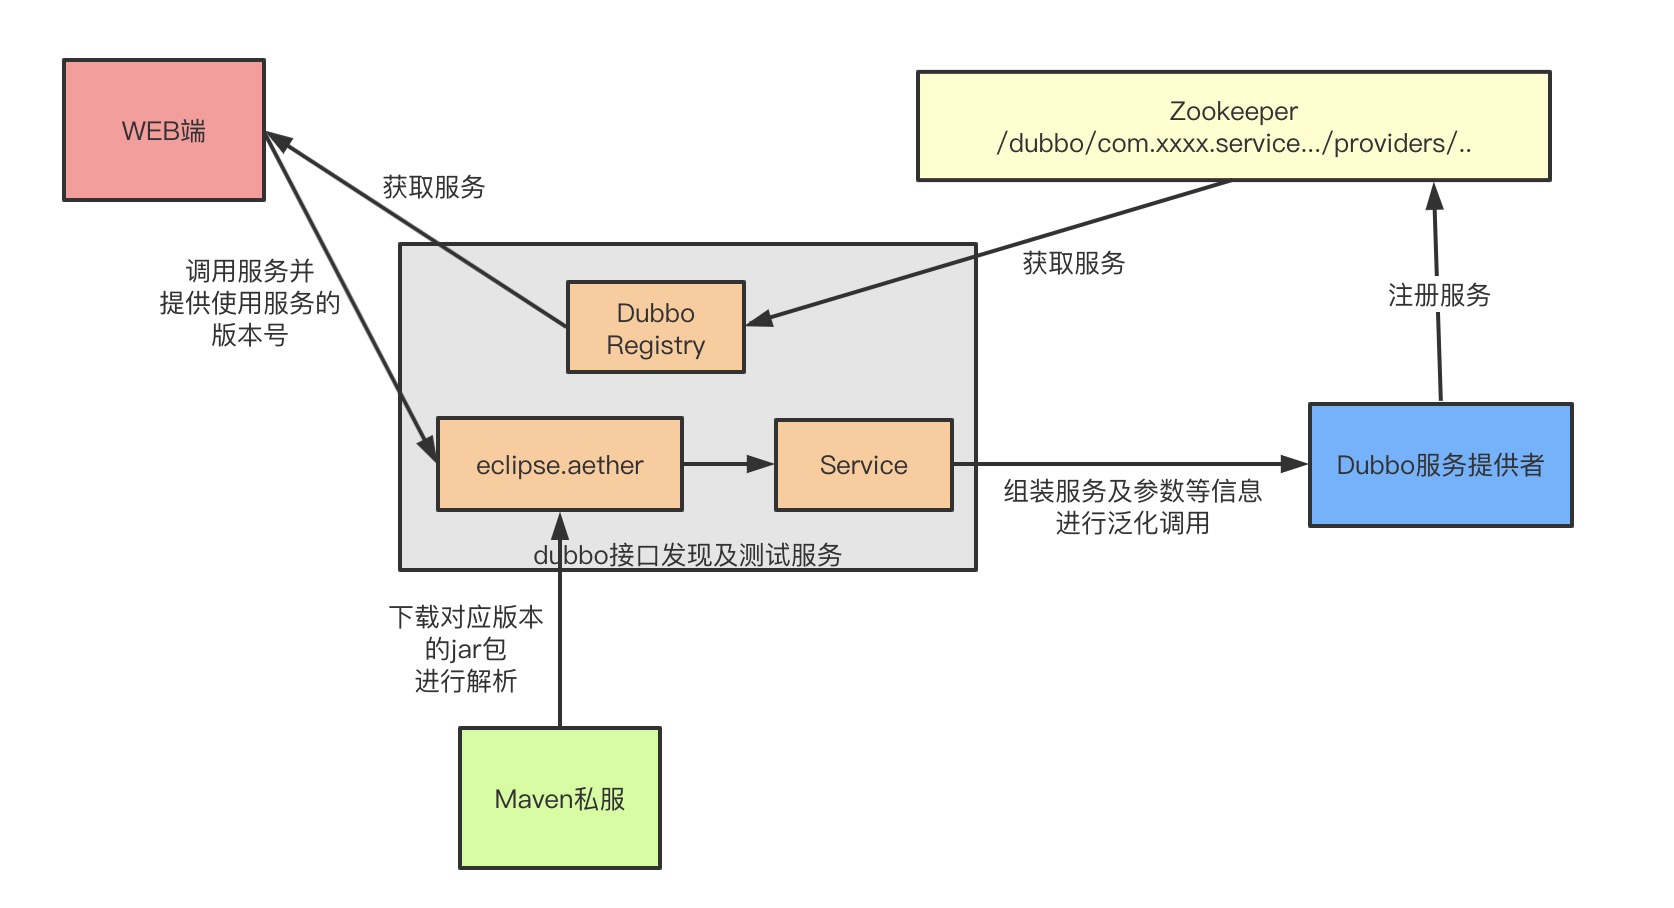 WEB端
Zookeeper
/dubbo/com.xxxx.service.../providers/..
获取服务
调用服务并
提供使用服务的
版本号
获取服务
注册服务
Dubbo
Registry
eclipse.aether
Service
Dubbo服务提供者
组装服务及参数等信息
进行泛化调用
dubbo接口发现及测试服务
下载对应版本
的jar包
进行解析
Maven私服